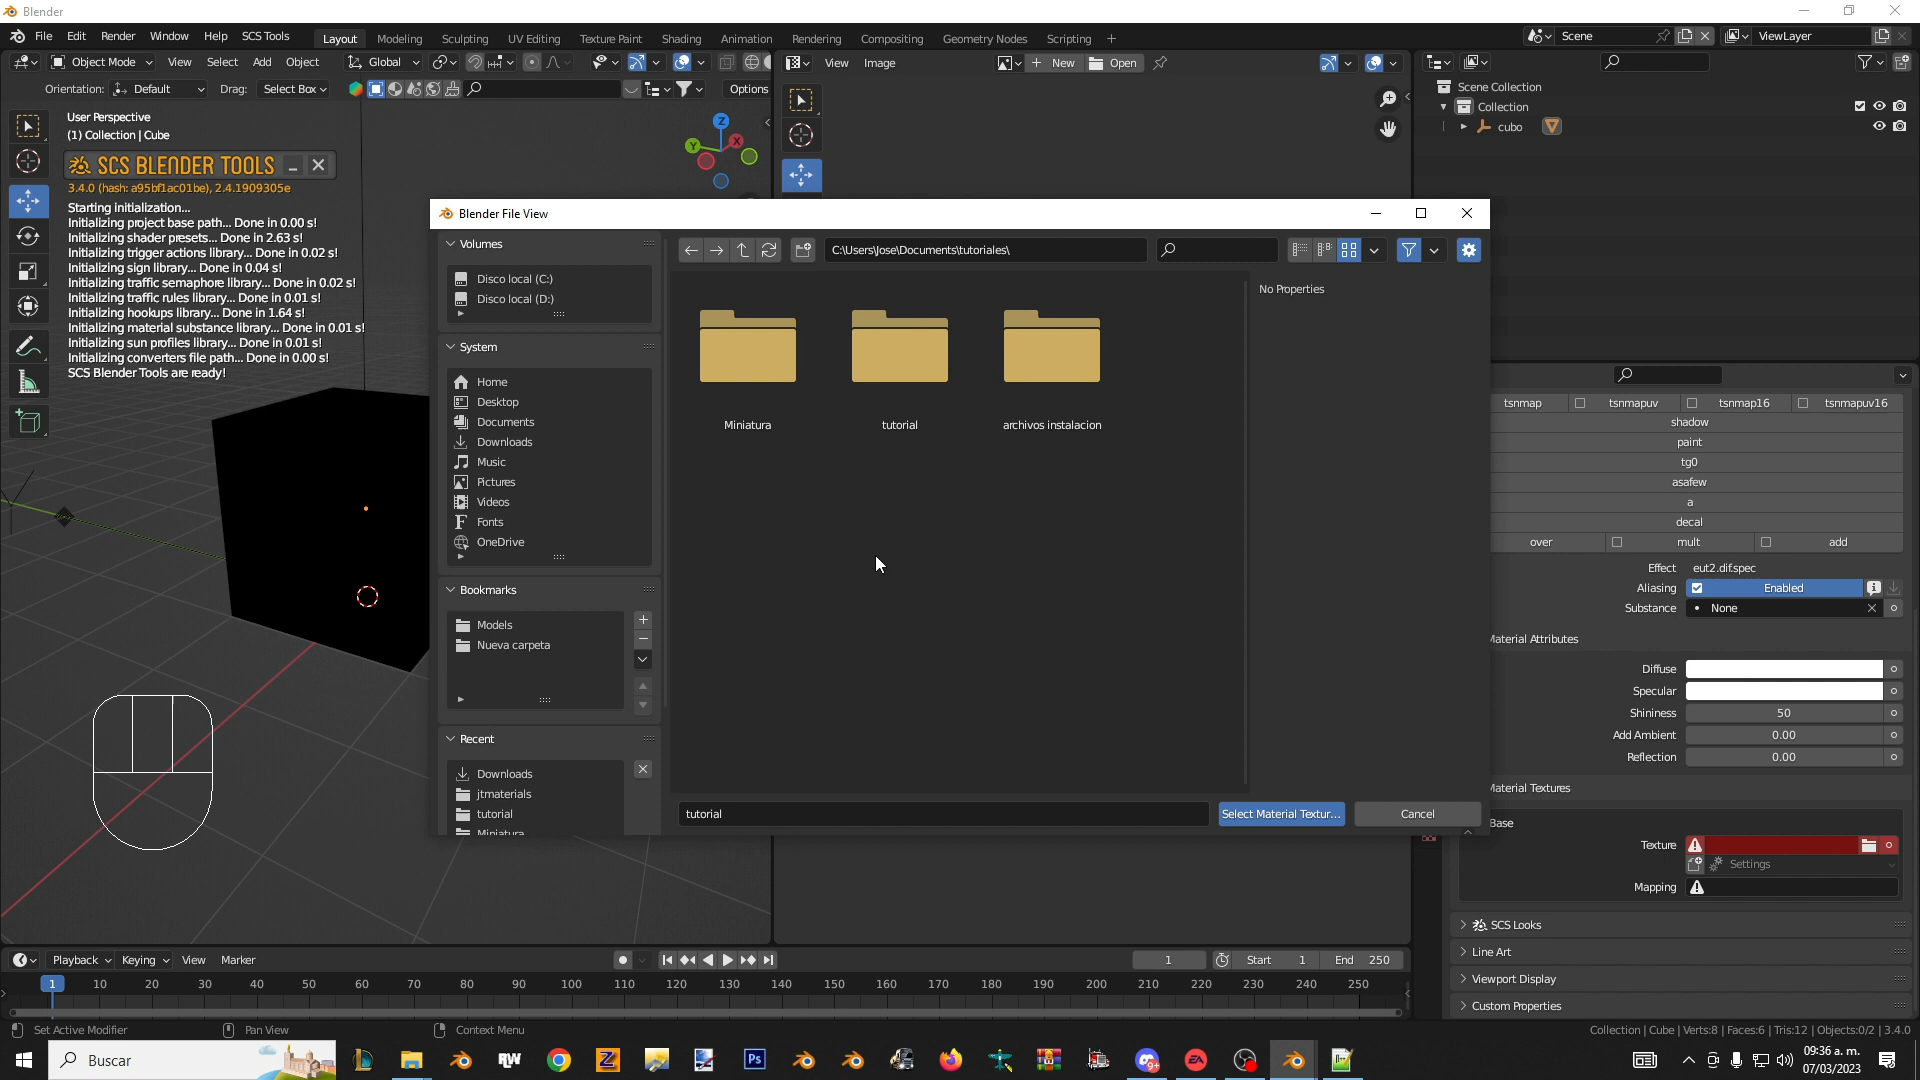 Blender
File Edit Render Window Help SCS Tools Layout Modeling Sculpting UV Editing Texture Paint Shading Animation Rendering Compositing Geometry Nodes Scripting + Scene ViewLayer
Object Mode View Select Add Object Global View Image New Open
Orientation: Default Drag: Select Box Options
Scene Collection
Collection
cubo
User Perspective
(1) Collection | Cube
SCS BLENDER TOOLS
3.4.0 (hash: a95bf1ac01be), 2.4.1909305e
Starting initialization...
Initializing project base path... Done in 0.00 s!
Initializing shader presets... Done in 2.63 s!
Initializing trigger actions library... Done in 0.02 s!
Initializing sign library... Done in 0.04 s!
Initializing traffic semaphore library... Done in 0.02 s!
Initializing traffic rules library... Done in 0.01 s!
Initializing hookups library... Done in 1.64 s!
Initializing material substance library... Done in 0.01 s!
Initializing sun profiles library... Done in 0.01 s!
Initializing converters file path... Done in 0.00 s!
SCS Blender Tools are ready!
Z
X
Y
Blender File View
Volumes
Disco local (C:)
Disco local (D:)
System
Home
Desktop
Documents
Downloads
Music
Pictures
Videos
Fonts
OneDrive
Bookmarks
Models
Nueva carpeta
Recent
Downloads
jtmaterials
tutorial
Miniatura
C:\Users\Jose\Documents\tutoriales\
Miniatura tutorial archivos instalacion
No Properties
tutorial Select Material Textur... Cancel
tsnmap tsnmapuv tsnmap16 tsnmapuv16
shadow
paint
tg0
asafew
a
decal
over mult add
Effect eut2.dif.spec
Aliasing Enabled
Substance None
Material Attributes
Diffuse
Specular
Shininess 50
Add Ambient 0.00
Reflection 0.00
Material Textures
Base
Texture
Settings
Mapping
SCS Looks
Line Art
Viewport Display
Custom Properties
Playback Keying View Marker 1 Start 1 End 250
1 10 20 30 40 50 60 70 80 90 100 110 120 130 140 150 160 170 180 190 200 210 220 230 240 250
Set Active Modifier Pan View Context Menu Collection | Cube | Verts:8 | Faces:6 | Tris:12 | Objects:0/2 | 3.4.0
Buscar
RW
Z
Ps
9+
EA
09:36 a. m.
07/03/2023